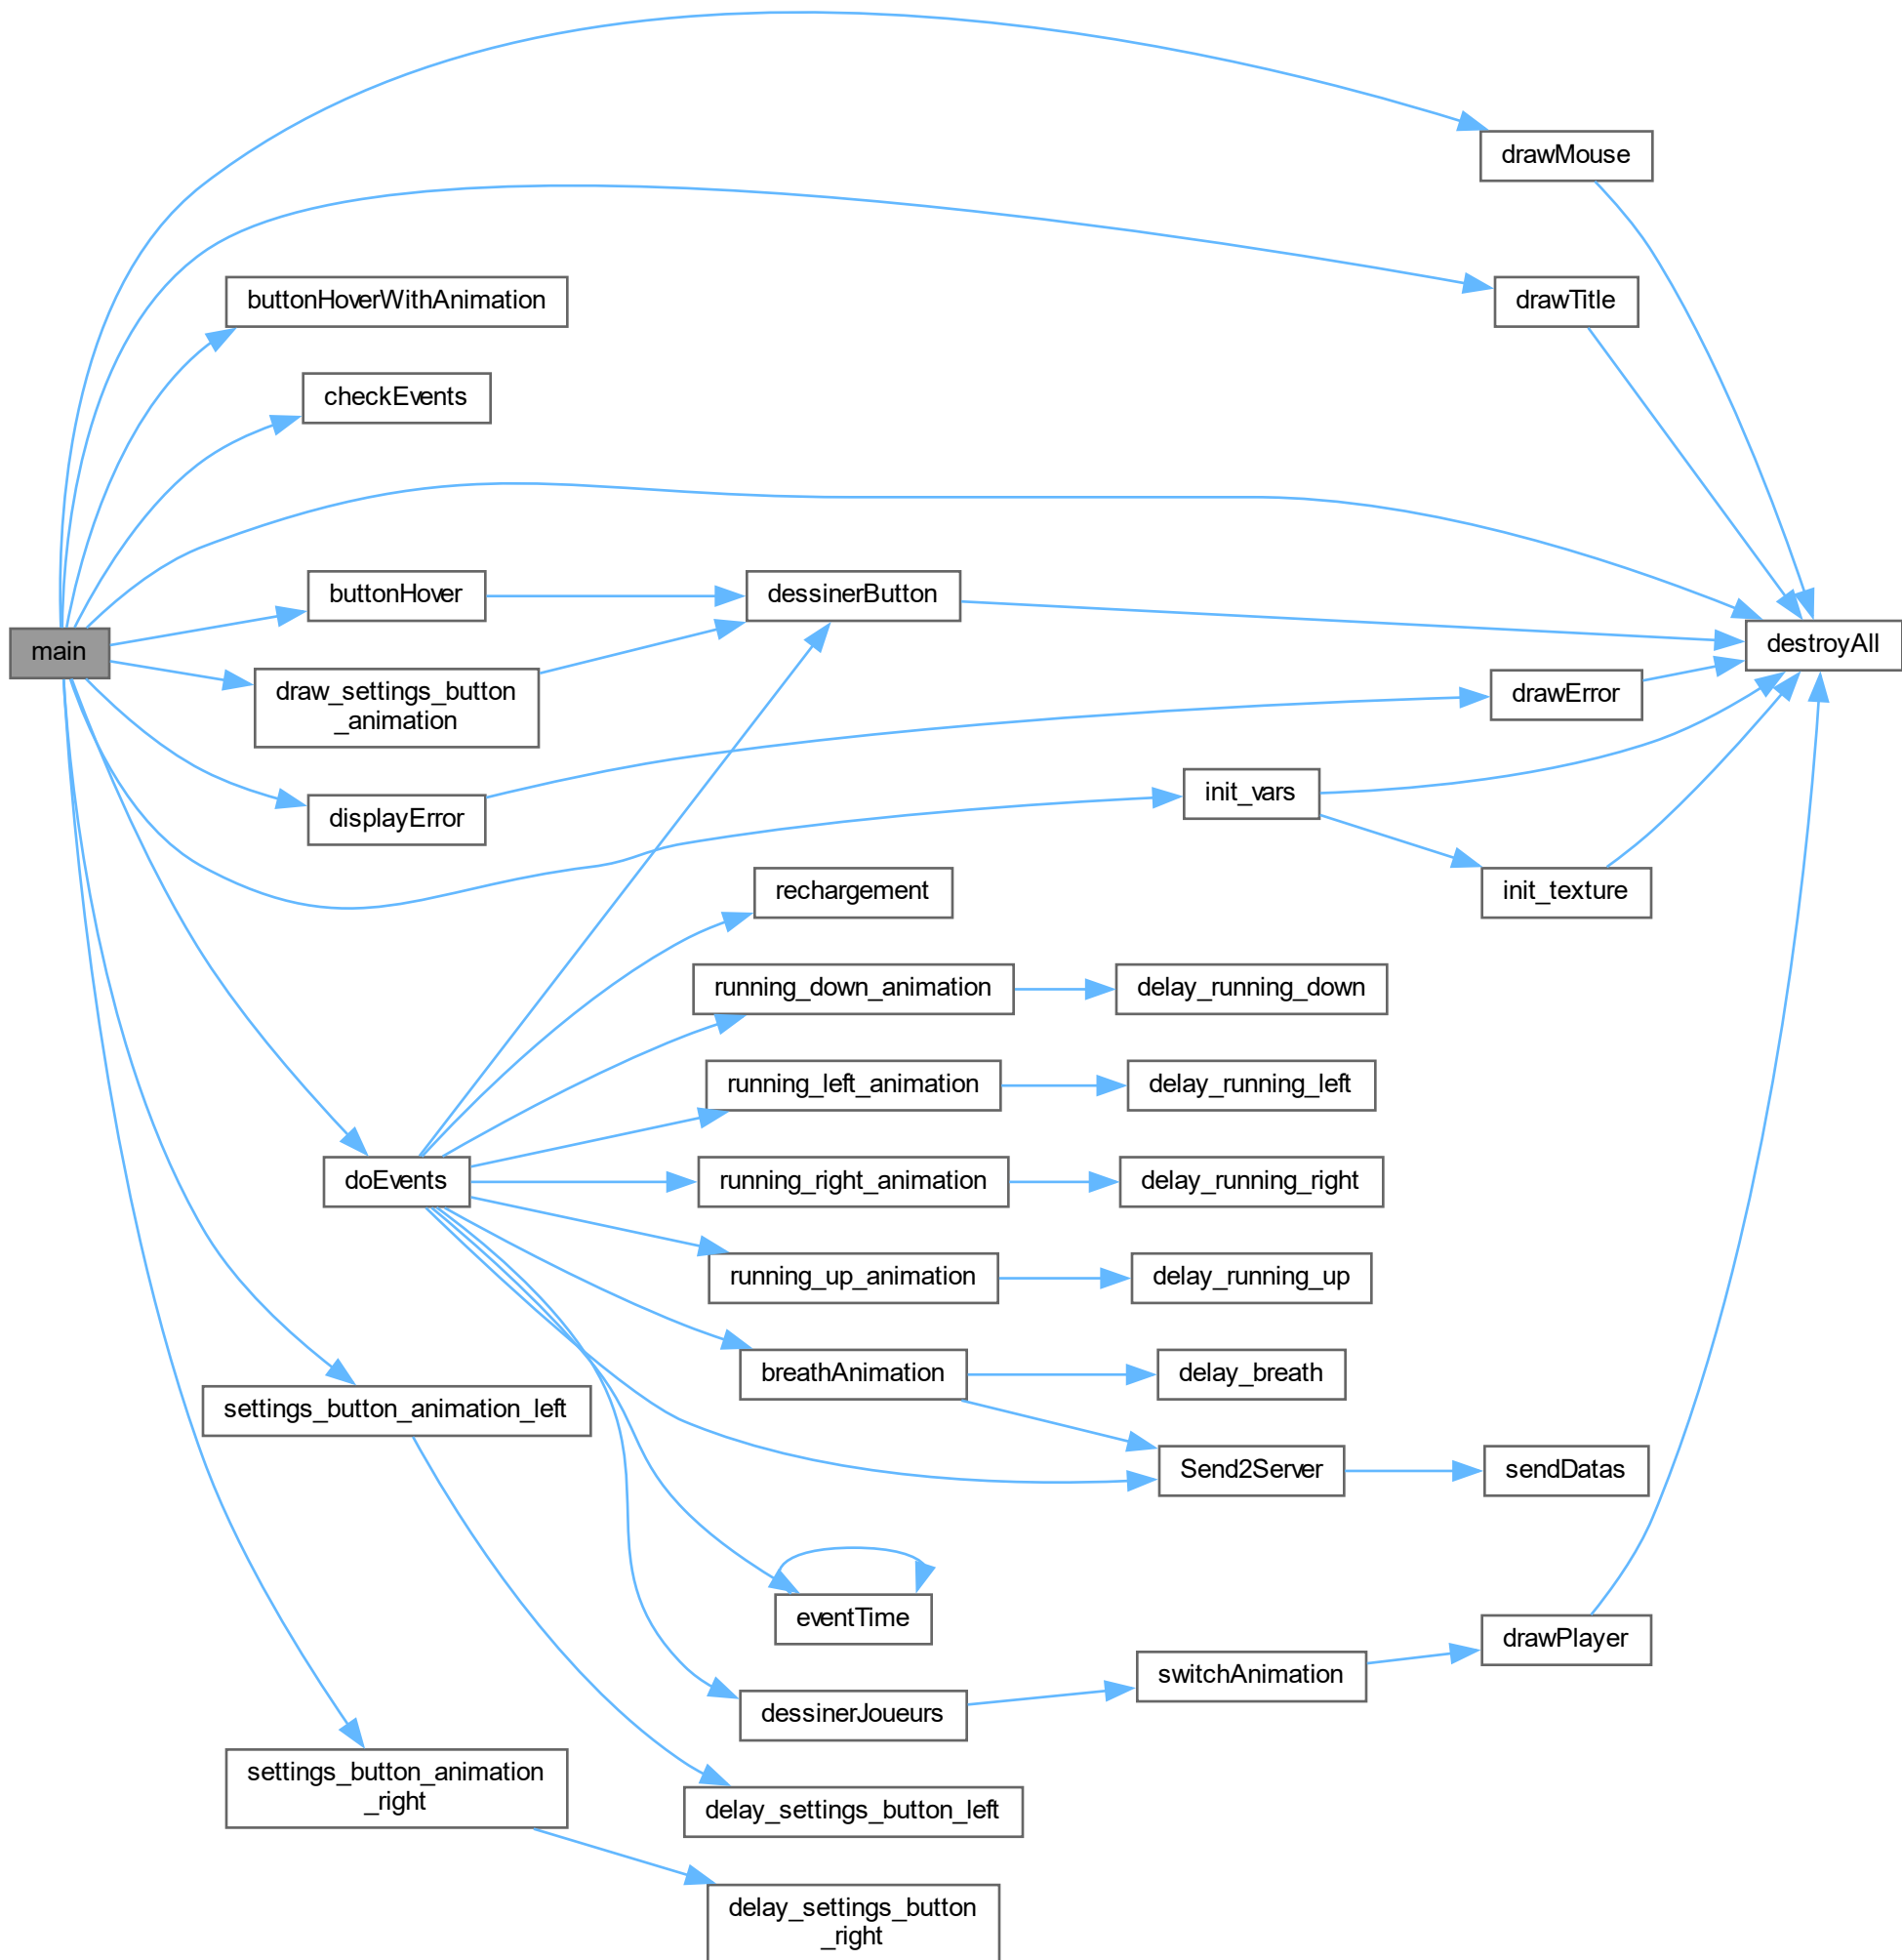 drawMouse
drawTitle
buttonHoverWithAnimation
checkEvents
buttonHover
dessinerButton
main
destroyAll
draw_settings_button
_animation
drawError
displayError
init_vars
init_texture
rechargement
running_down_animation
delay_running_down
running_left_animation
delay_running_left
doEvents
running_right_animation
delay_running_right
running_up_animation
delay_running_up
breathAnimation
delay_breath
settings_button_animation_left
Send2Server
sendDatas
eventTime
drawPlayer
switchAnimation
dessinerJoueurs
settings_button_animation
_right
delay_settings_button_left
delay_settings_button
_right